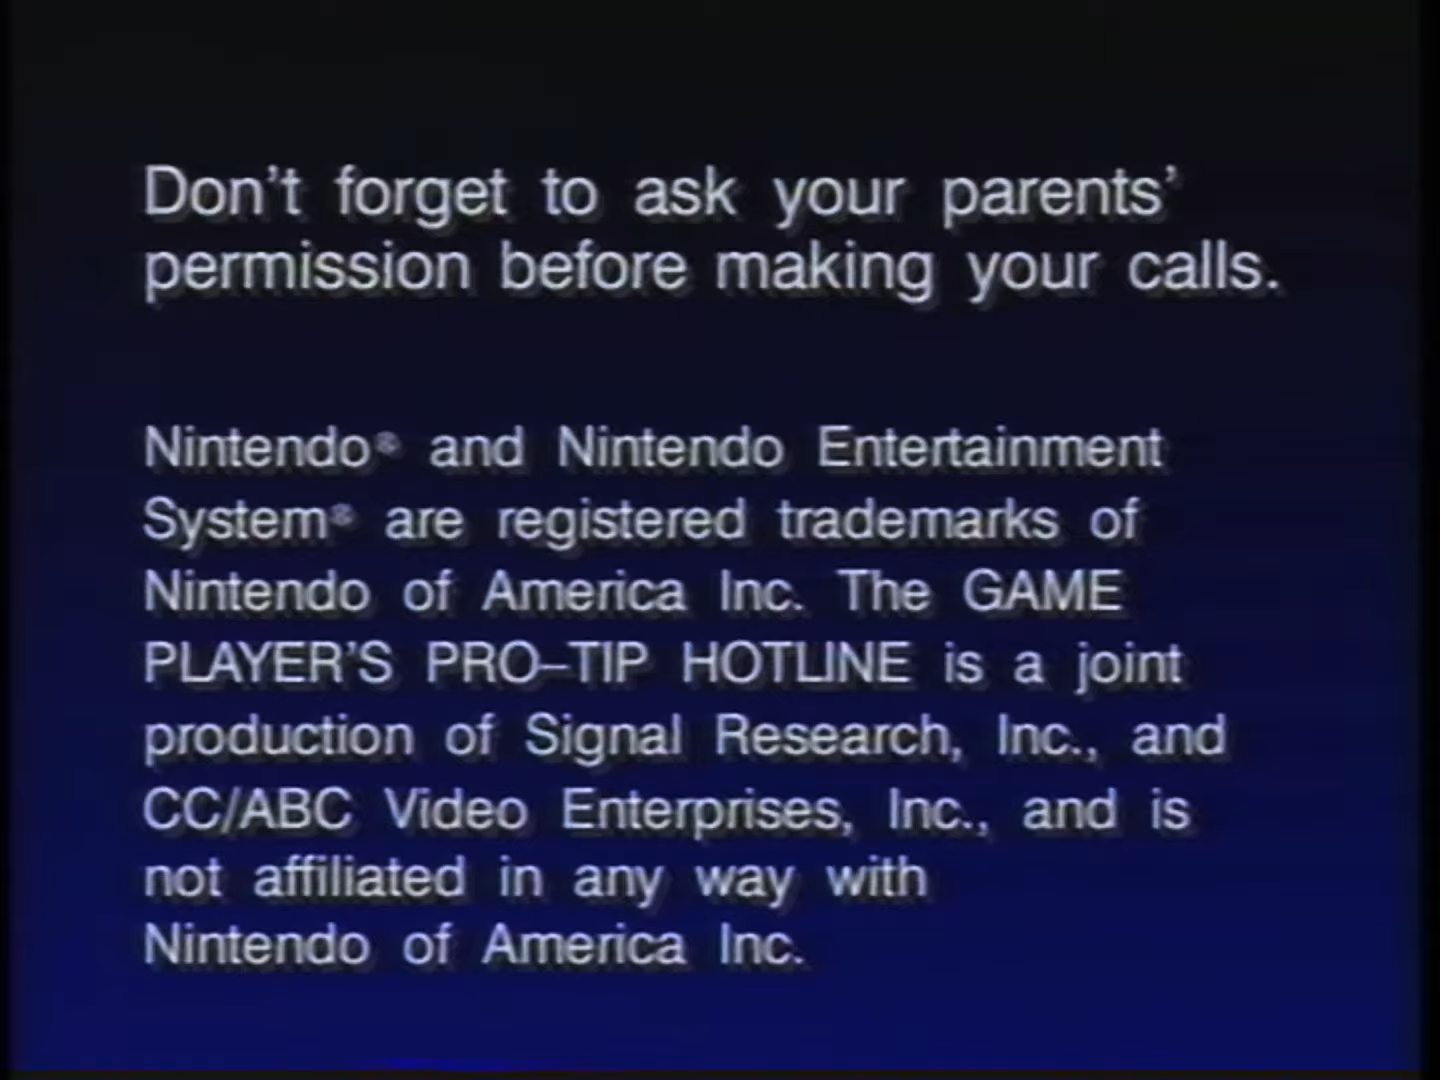 Don't forget to ask your parents'
permission before making your calls.
Nintendo® and Nintendo Entertainment
System® are registered trademarks of
Nintendo of America Inc. The GAME
PLAYER'S PRO–TIP HOTLINE is a joint
production of Signal Research, Inc., and
CC/ABC Video Enterprises, Inc., and is
not affiliated in any way with
Nintendo of America Inc.